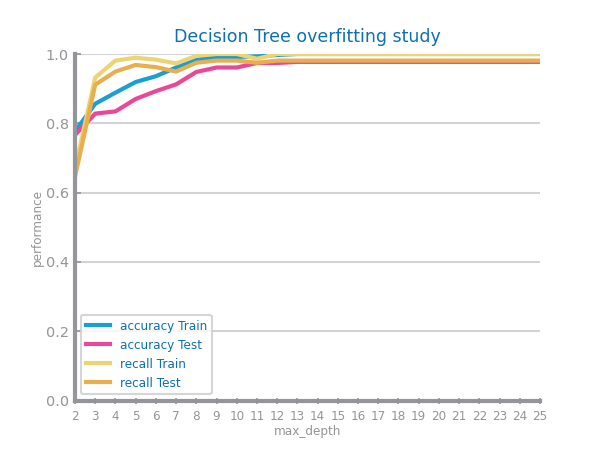 Decision Tree overfitting study
1.0
0.8
0.6
0.4
0.2
0.0
performance
accuracy Train
accuracy Test
recall Train
recall Test
2 3 4 5 6 7 8 9 10 11 12 13 14 15 16 17 18 19 20 21 22 23 24 25
max_depth